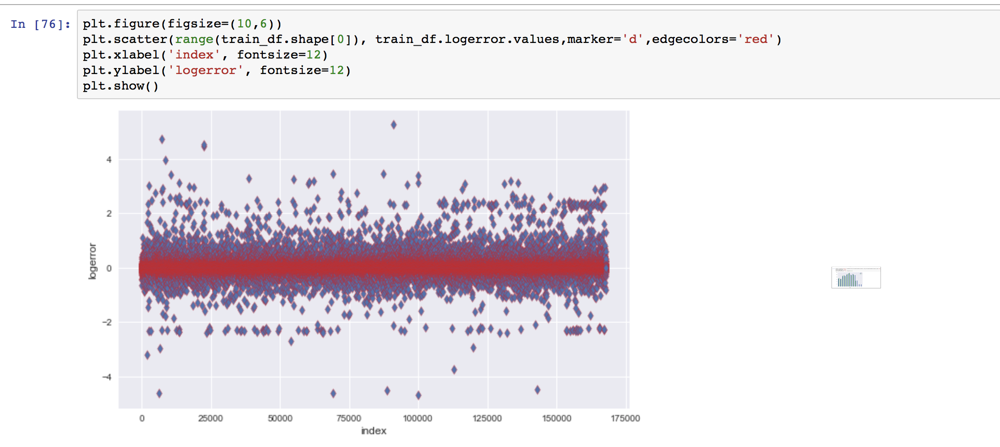 In [76]:
plt.figure(figsize=(10,6))
plt.scatter(range(train_df.shape[0]), train_df.logerror.values,marker='d',edgecolors='red')
plt.xlabel('index', fontsize=12)
plt.ylabel('logerror', fontsize=12)
plt.show()
4
2
0
−2
−4
logerror
0 25000 50000 75000 100000 125000 150000 175000
index